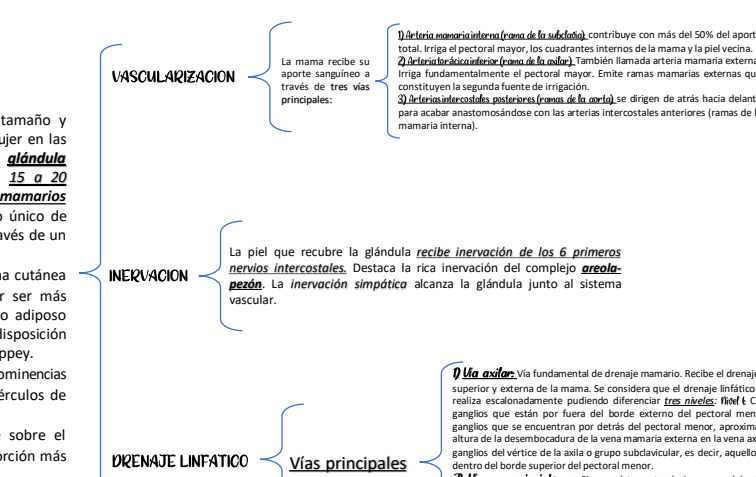 tamaño y
ujer en las
glándula
15 a 20
mamarios
o único de
avés de un
na cutánea
r ser más
o adiposo
disposición
ppey.
ominencias
érculos de
e sobre el
orción más
VASCULARIZACION
La mama recibe su
aporte sanguíneo a
través de tres vías
principales:
1) Arteria mamaria interna (rama de la subclavia): contribuye con más del 50% del aport
total. Irriga el pectoral mayor, los cuadrantes internos de la mama y la piel vecina.
2) Arteria torácica inferior (rama de la axilar). También llamada arteria mamaria externa
Irriga fundamentalmente el pectoral mayor. Emite ramas mamarias externas qu
constituyen la segunda fuente de irrigación.
3) Arterias intercostales posteriores (ramas de la aorta): se dirigen de atrás hacia delant
para acabar anastomosándose con las arterias intercostales anteriores (ramas de l
mamaria interna).
INERVACION
La piel que recubre la glándula recibe inervación de los 6 primeros
nervios intercostales. Destaca la rica inervación del complejo areola-
pezón. La inervación simpática alcanza la glándula junto al sistema
vascular.
DRENAJE LINFATICO
Vías principales
1) Vía axilar: Vía fundamental de drenaje mamario. Recibe el drenaje
superior y externa de la mama. Se considera que el drenaje linfático
realiza escalonadamente pudiendo diferenciar tres niveles: Nivel I: C
ganglios que están por fuera del borde externo del pectoral men
ganglios que se encuentran por detrás del pectoral menor, aproxima
altura de la desembocadura de la vena mamaria externa en la vena ax
ganglios del vértice de la axila o grupo subclavicular, es decir, aquello
dentro del borde superior del pectoral menor.